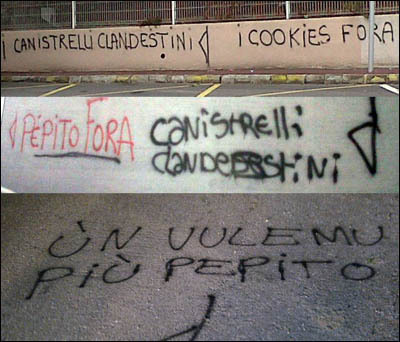 I CANISTRELLI CLANDESTINI I COOKIES FORA
PEPITO FORA CANISTRELLI
CLANDESTINI
ÙN VULEMU
PIÙ PEPITO